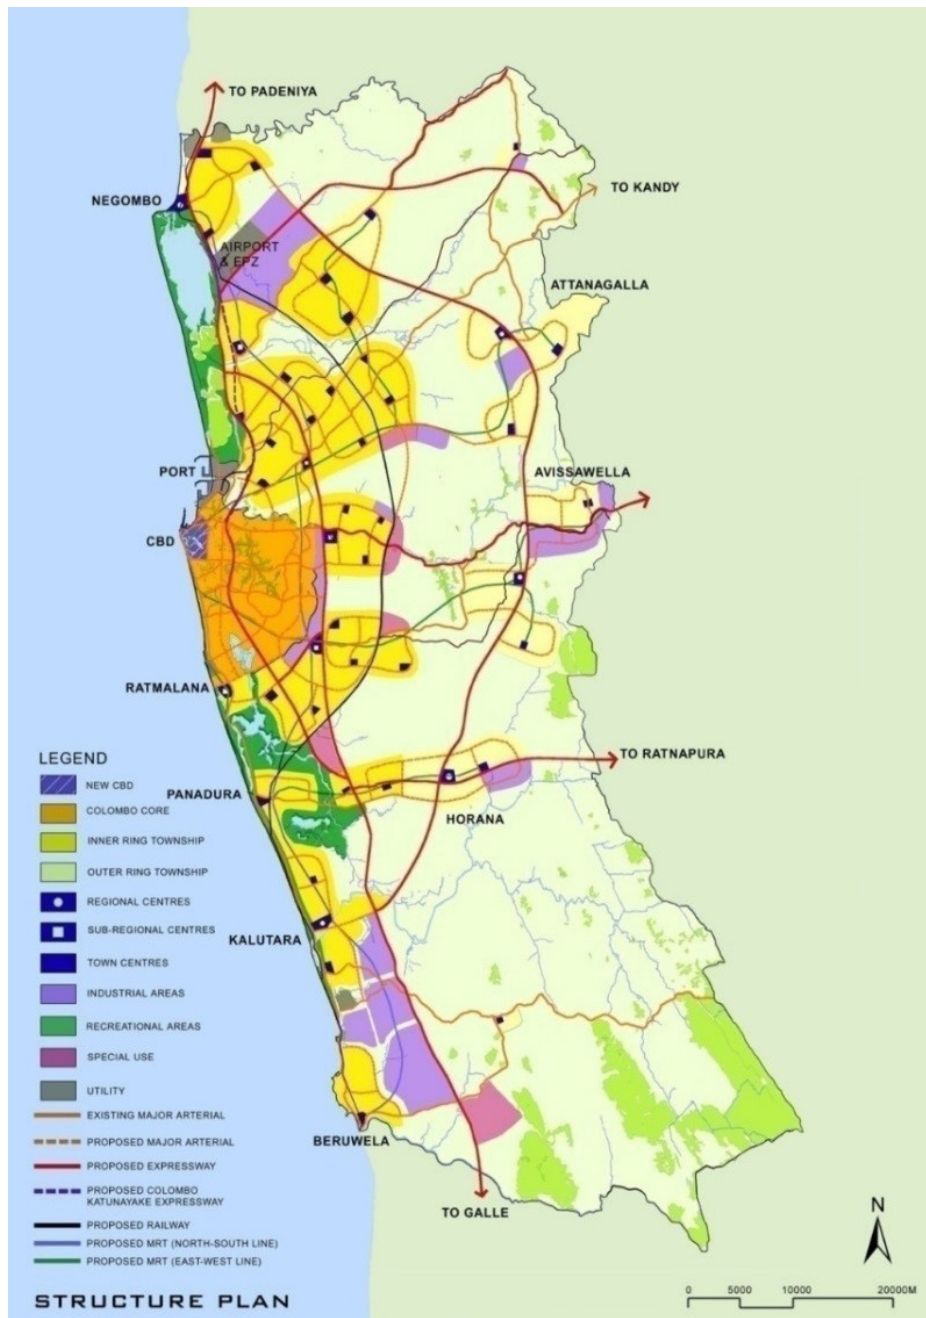 TO PADENIYA
TO KANDY
NEGOMBO
AIRPORT
& EPZ
ATTANAGALLA
PORT
AVISSAWELLA
CBD
RATMALANA
TO RATNAPURA
PANADURA
HORANA
KALUTARA
BERUWELA
TO GALLE
LEGEND
NEW CBD
COLOMBO CORE
INNER RING TOWNSHIP
OUTER RING TOWNSHIP
REGIONAL CENTRES
SUB-REGIONAL CENTRES
TOWN CENTRES
INDUSTRIAL AREAS
RECREATIONAL AREAS
SPECIAL USE
UTILITY
EXISTING MAJOR ARTERIAL
PROPOSED MAJOR ARTERIAL
PROPOSED EXPRESSWAY
PROPOSED COLOMBO
KATUNAYAKE EXPRESSWAY
PROPOSED RAILWAY
PROPOSED MRT (NORTH-SOUTH LINE)
PROPOSED MRT (EAST-WEST LINE)
STRUCTURE PLAN
N
0 5000 10000 20000M